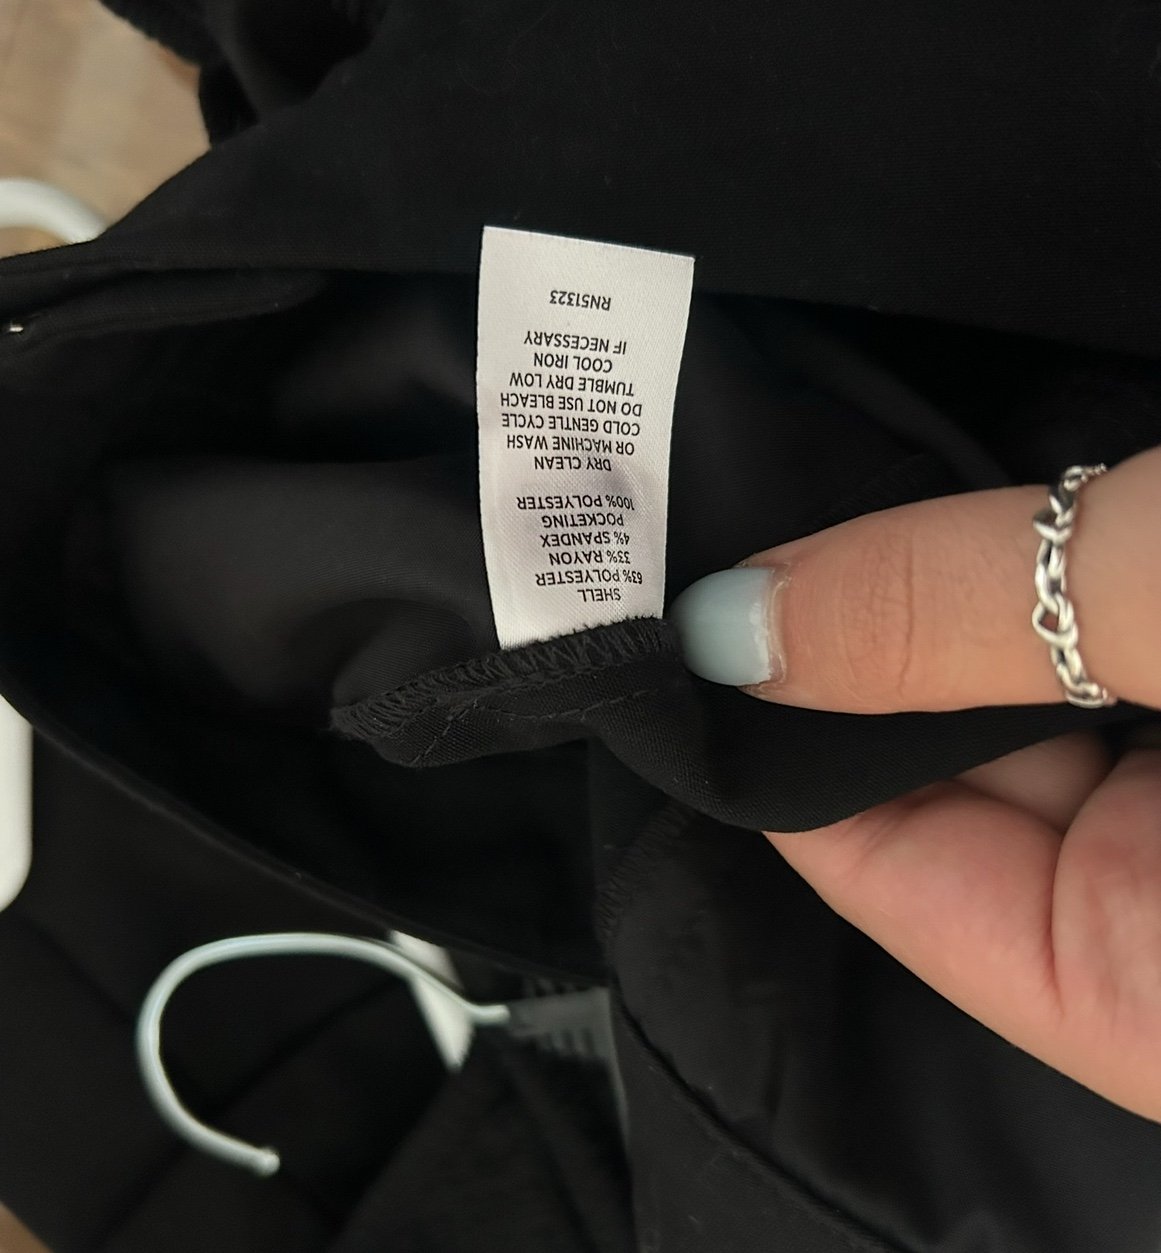 SHELL
63% POLYESTER
33% RAYON
4% SPANDEX
POCKETING
100% POLYESTER
DRY CLEAN
OR MACHINE WASH
COLD GENTLE CYCLE
DO NOT USE BLEACH
TUMBLE DRY LOW
COOL IRON
IF NECESSARY
RN51323